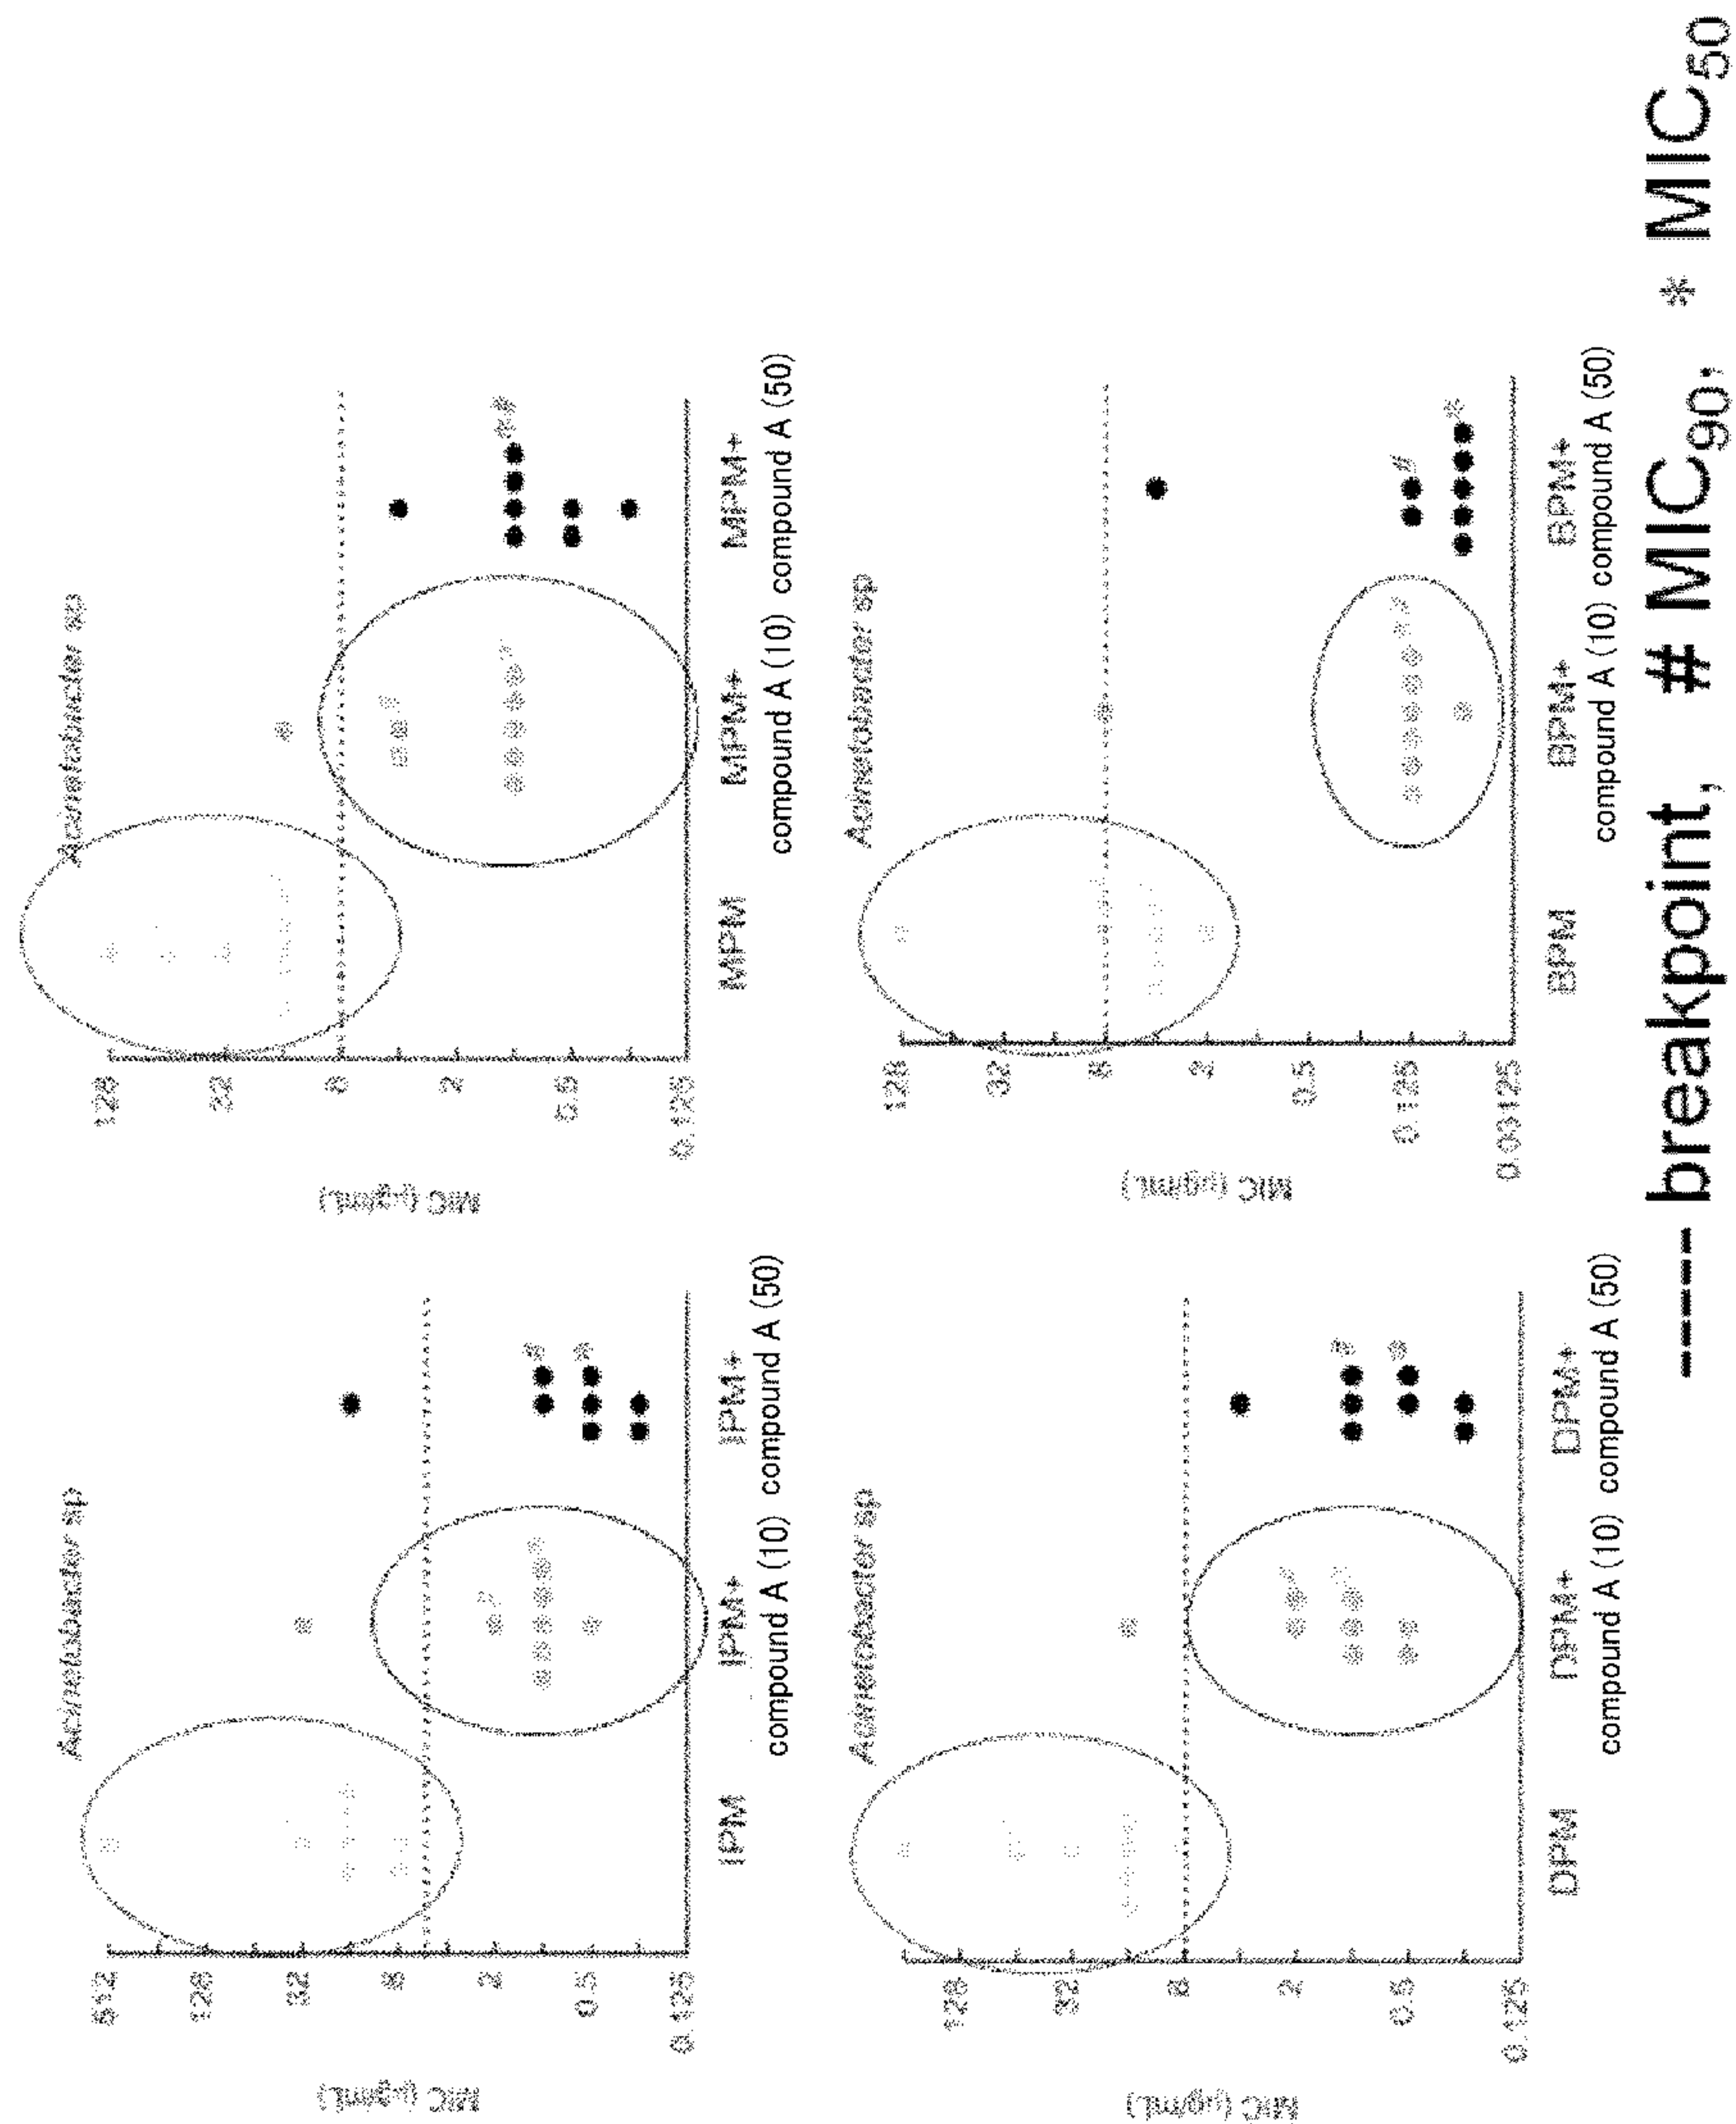 Acinetobacter sp
MIC (μg/mL)
512
128
32
8
2
0.5
0.125
IPM IPM+ IPM+
compound A (10) compound A (50)
#
*
Acinetobacter sp
MIC (μg/mL)
128
32
8
2
0.5
0.125
MPM MPM+ MPM+
compound A (10) compound A (50)
*#
Acinetobacter sp
MIC (μg/mL)
128
32
8
2
0.5
0.125
DPM DPM+ DPM+
compound A (10) compound A (50)
Acinetobacter sp
MIC (μg/mL)
128
32
8
2
0.5
0.125
0.03125
BPM BPM+ BPM+
compound A (10) compound A (50)
#
*
---- breakpoint, # MIC90, * MIC50